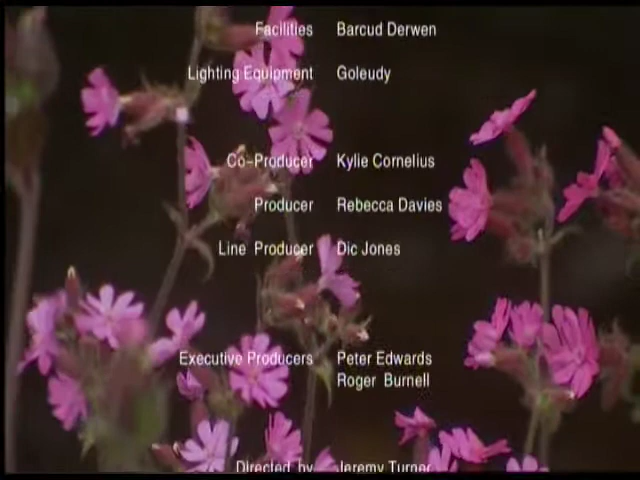 Facilities Barcud Derwen
Lighting Equipment Goleudy
Co-Producer Kylie Cornelius
Producer Rebecca Davies
Line Producer Dic Jones
Executive Producers Peter Edwards
Roger Burnell
Directed by Jeremy Turner